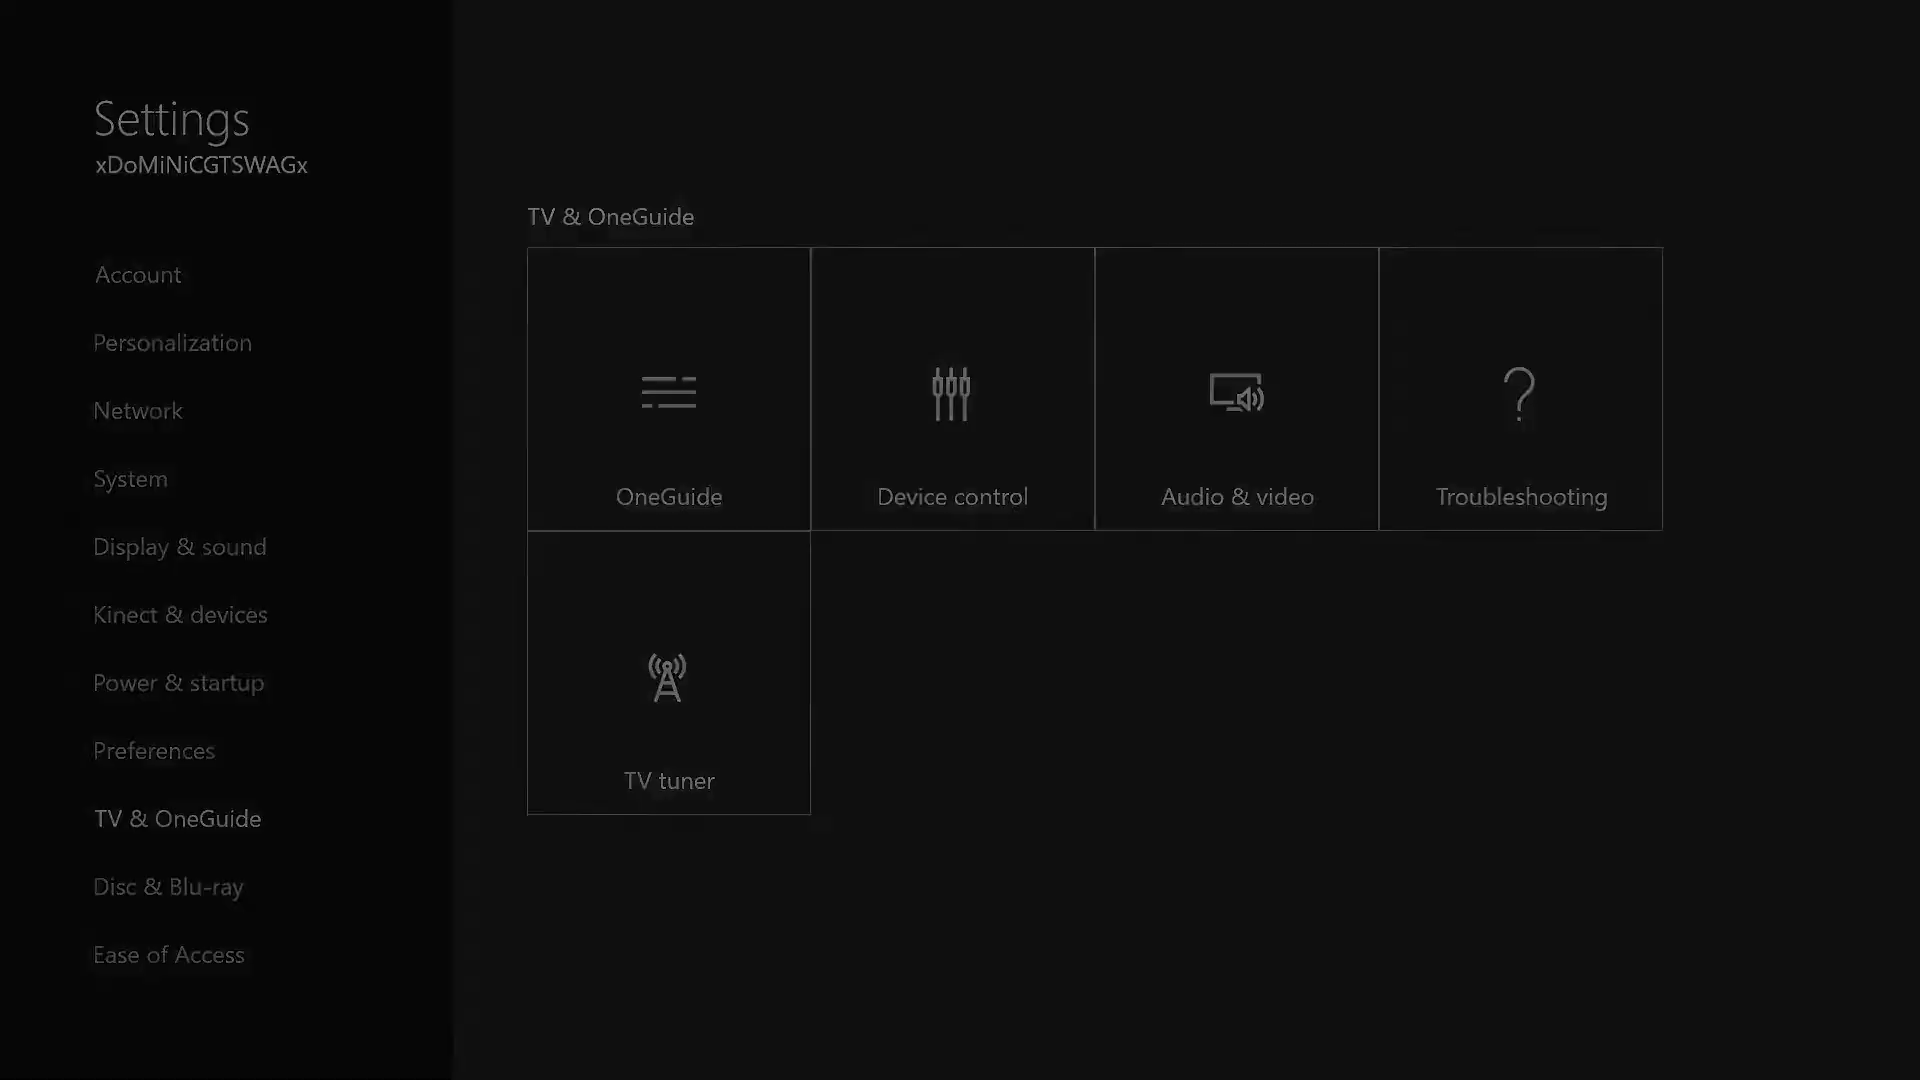 Settings
xDoMiNiCGTSWAGx
Account
Personalization
Network
System
Display & sound
Kinect & devices
Power & startup
Preferences
TV & OneGuide
Disc & Blu-ray
Ease of Access
TV & OneGuide
OneGuide
Device control
Audio & video
Troubleshooting
TV tuner